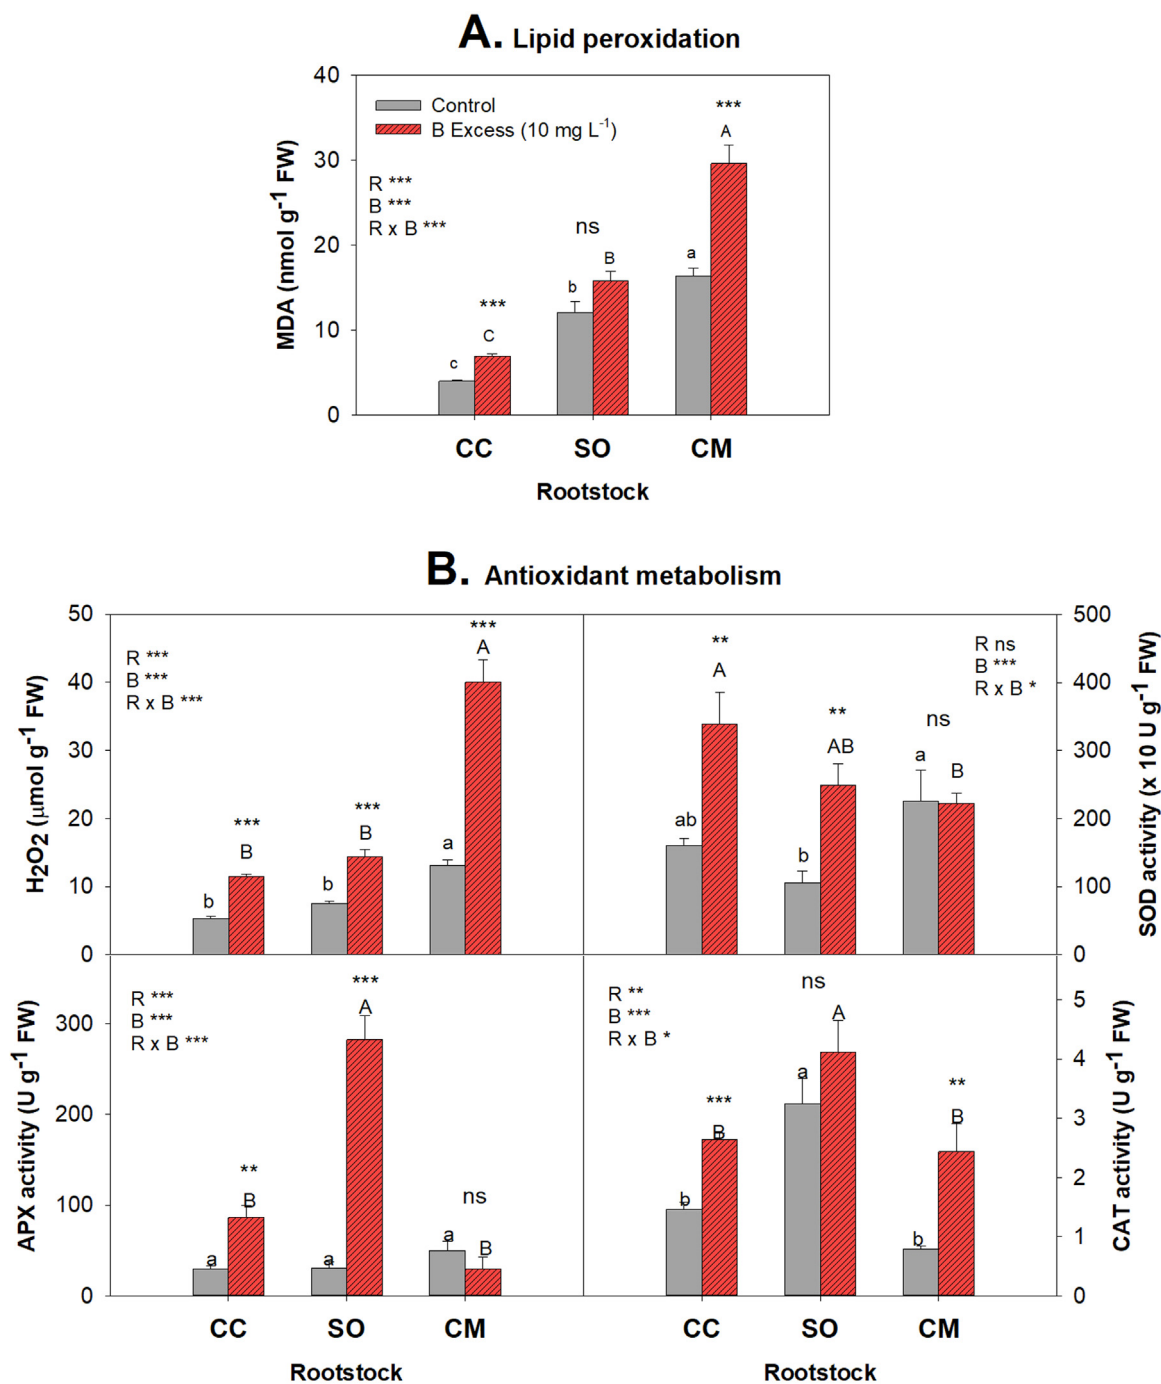 A. Lipid peroxidation
40
30
20
10
0
MDA (nmol g-1 FW)
Control
B Excess (10 mg L-1)
R ***
B ***
R x B ***
c
C
***
b
B
ns
a
A
***
CC SO CM
Rootstock
B. Antioxidant metabolism
50
40
30
20
10
0
H2O2 (μmol g-1 FW)
R ***
B ***
R x B ***
b
B
***
b
B
***
a
A
***
R ns
B ***
R x B *
ab
A
**
b
AB
**
a
B
ns
500
400
300
200
100
0
SOD activity (x 10 U g-1 FW)
300
200
100
0
APX activity (U g-1 FW)
R ***
B ***
R x B ***
a
B
**
a
A
***
a
B
ns
CC SO CM
Rootstock
R **
B ***
R x B *
b
B
***
a
A
ns
b
B
**
5
4
3
2
1
0
CAT activity (U g-1 FW)
CC SO CM
Rootstock